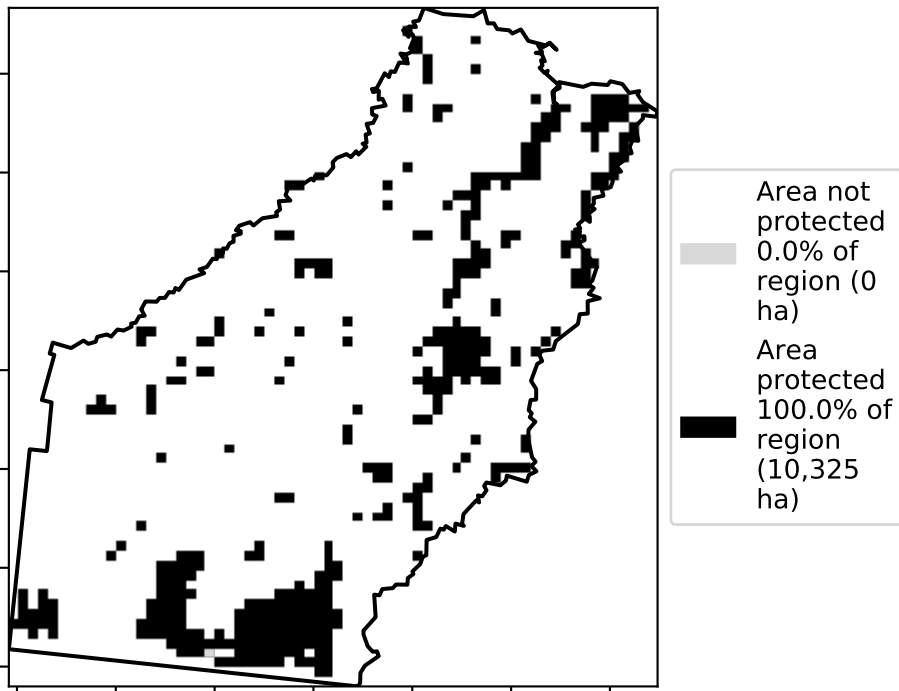 Area not
protected
0.0% of
region (0
ha)
Area
protected
100.0% of
region
(10,325
ha)